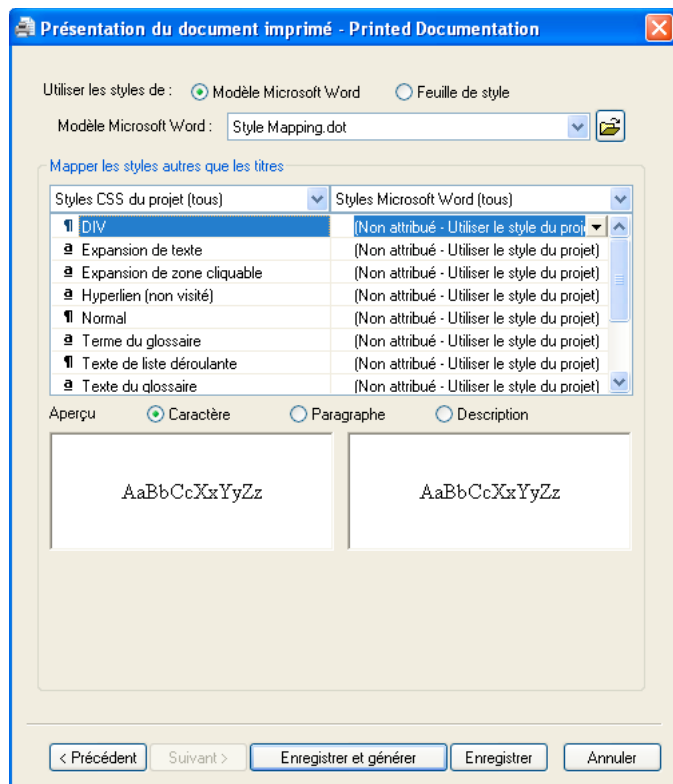 Présentation du document imprimé - Printed Documentation
Utiliser les styles de : Modèle Microsoft Word Feuille de style
Modèle Microsoft Word : Style Mapping.dot
Mapper les styles autres que les titres
Styles CSS du projet (tous) Styles Microsoft Word (tous)
¶ DIV (Non attribué - Utiliser le style du proj
a Expansion de texte (Non attribué - Utiliser le style du projet)
a Expansion de zone cliquable (Non attribué - Utiliser le style du projet)
a Hyperlien (non visité) (Non attribué - Utiliser le style du projet)
¶ Normal (Non attribué - Utiliser le style du projet)
a Terme du glossaire (Non attribué - Utiliser le style du projet)
¶ Texte de liste déroulante (Non attribué - Utiliser le style du projet)
a Texte du glossaire (Non attribué - Utiliser le style du projet)
Aperçu Caractère Paragraphe Description
AaBbCcXxYyZz AaBbCcXxYyZz
< Précédent Suivant > Enregistrer et générer Enregistrer Annuler